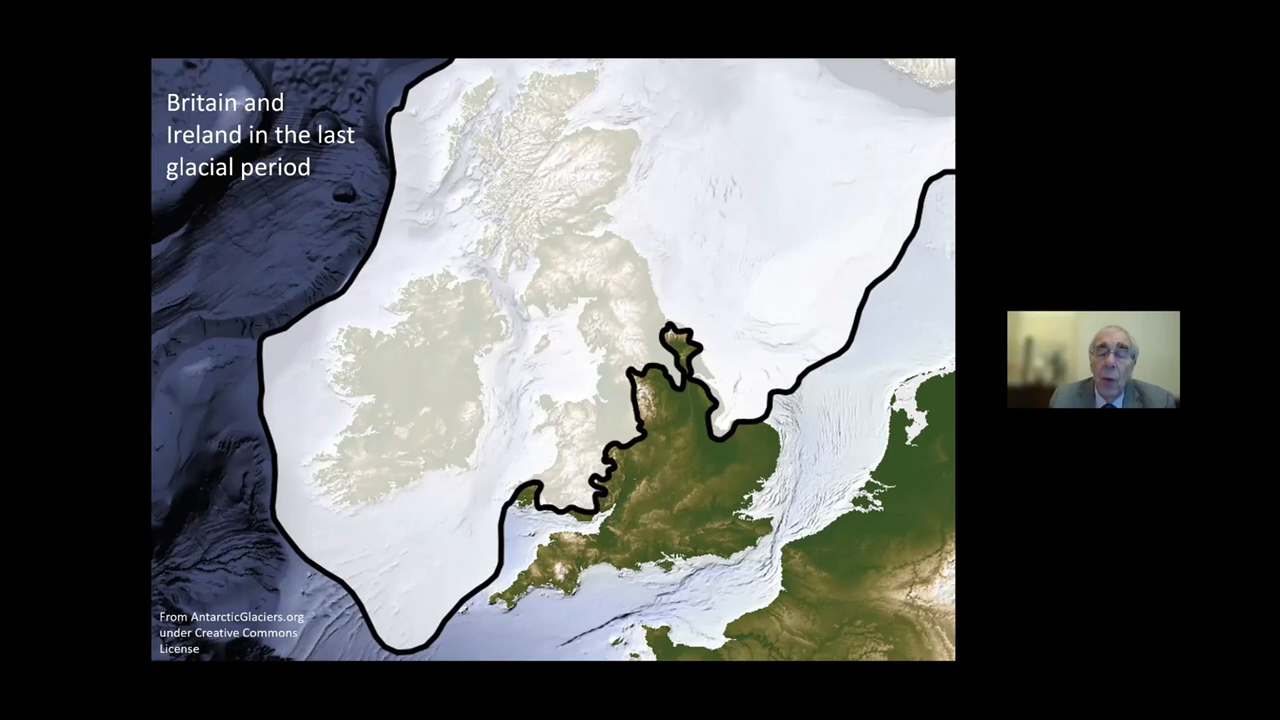 Britain and
Ireland in the last
glacial period
From AntarcticGlaciers.org
under Creative Commons
License